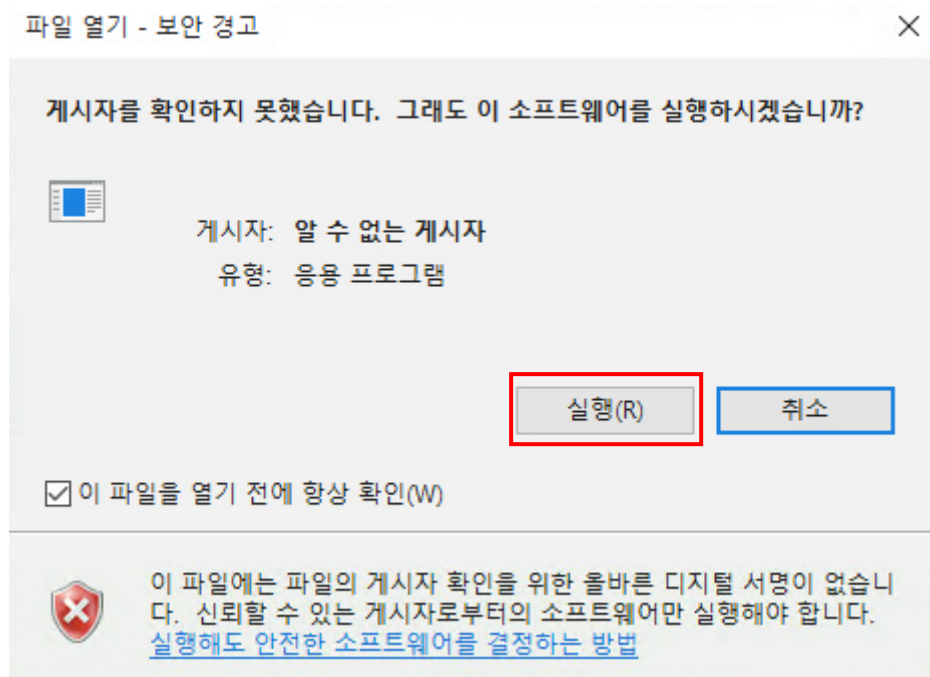 파일 열기 - 보안 경고
게시자를 확인하지 못했습니다. 그래도 이 소프트웨어를 실행하시겠습니까?
게시자: 알 수 없는 게시자
유형: 응용 프로그램
실행(R) 취소
이 파일을 열기 전에 항상 확인(W)
이 파일에는 파일의 게시자 확인을 위한 올바른 디지털 서명이 없습니
다. 신뢰할 수 있는 게시자로부터의 소프트웨어만 실행해야 합니다.
실행해도 안전한 소프트웨어를 결정하는 방법